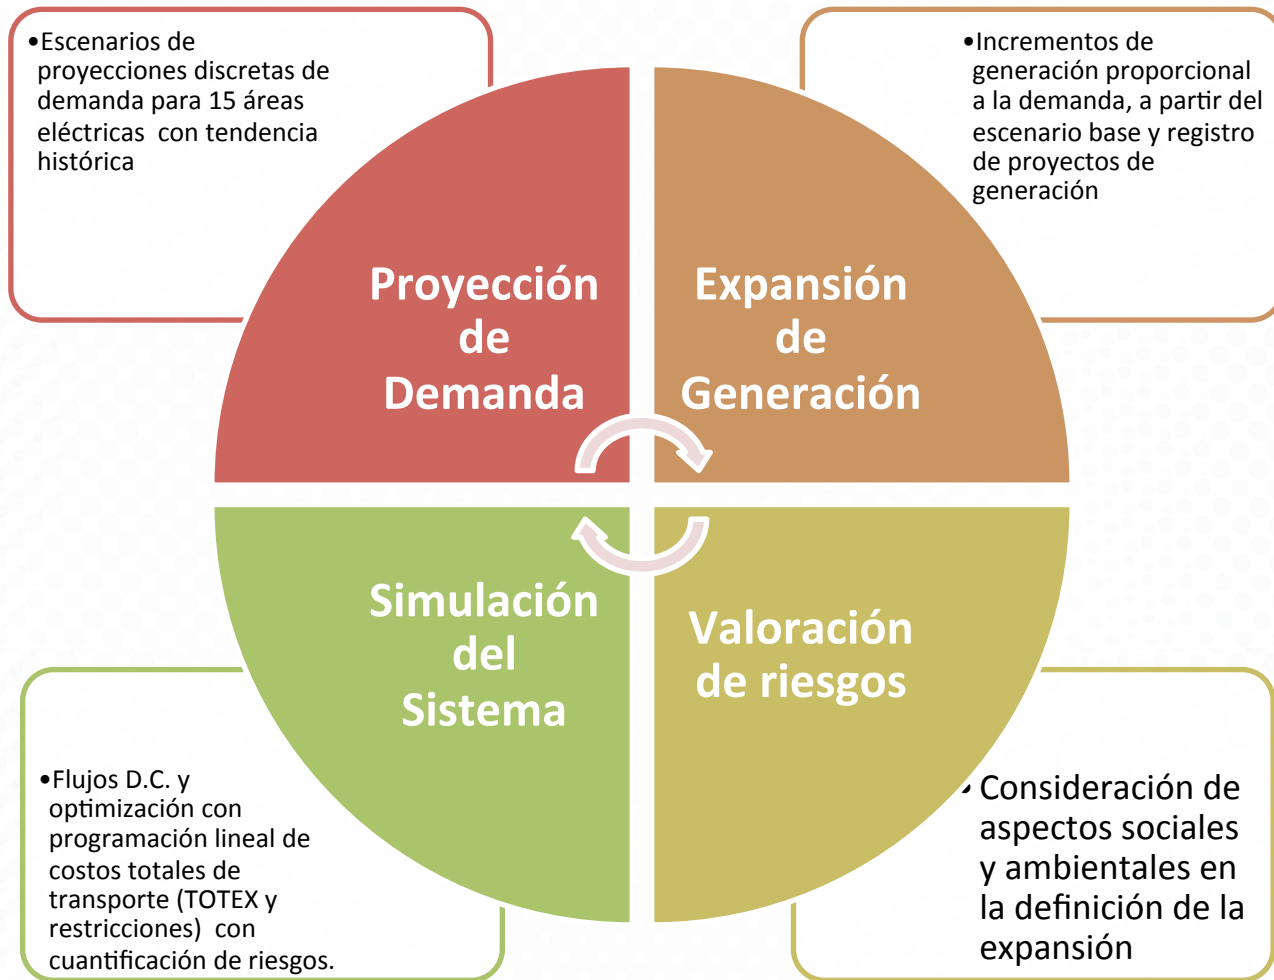 •Escenarios de
proyecciones discretas de
demanda para 15 áreas
eléctricas con tendencia
histórica
•Incrementos de
generación proporcional
a la demanda, a partir del
escenario base y registro
de proyectos de
generación
Proyección
de
Demanda
Expansión
de
Generación
Simulación
del
Sistema
Valoración
de riesgos
•Flujos D.C. y
optimización con
programación lineal de
costos totales de
transporte (TOTEX y
restricciones) con
cuantificación de riesgos.
• Consideración de
aspectos sociales
y ambientales en
la definición de la
expansión